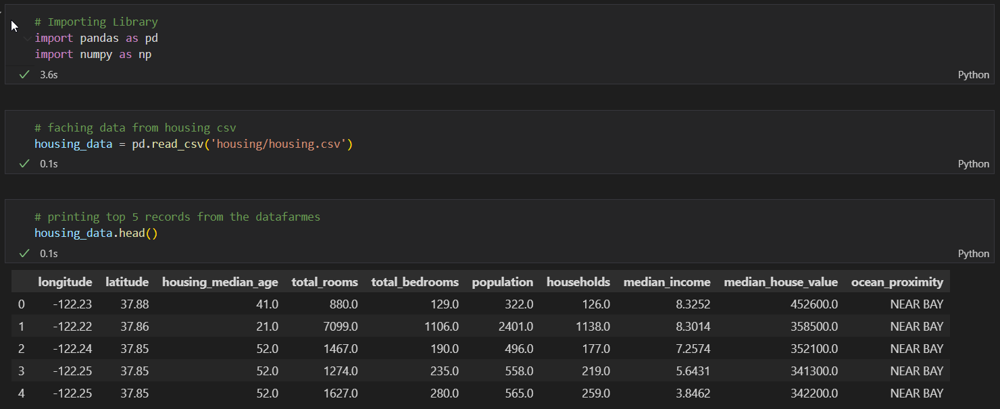 # Importing Library
import pandas as pd
import numpy as np
3.6s
Python
# faching data from housing csv
housing_data = pd.read_csv('housing/housing.csv')
0.1s
Python
# printing top 5 records from the datafarmes
housing_data.head()
0.1s
Python
longitude latitude housing_median_age total_rooms total_bedrooms population households median_income median_house_value ocean_proximity
0 -122.23 37.88 41.0 880.0 129.0 322.0 126.0 8.3252 452600.0 NEAR BAY
1 -122.22 37.86 21.0 7099.0 1106.0 2401.0 1138.0 8.3014 358500.0 NEAR BAY
2 -122.24 37.85 52.0 1467.0 190.0 496.0 177.0 7.2574 352100.0 NEAR BAY
3 -122.25 37.85 52.0 1274.0 235.0 558.0 219.0 5.6431 341300.0 NEAR BAY
4 -122.25 37.85 52.0 1627.0 280.0 565.0 259.0 3.8462 342200.0 NEAR BAY